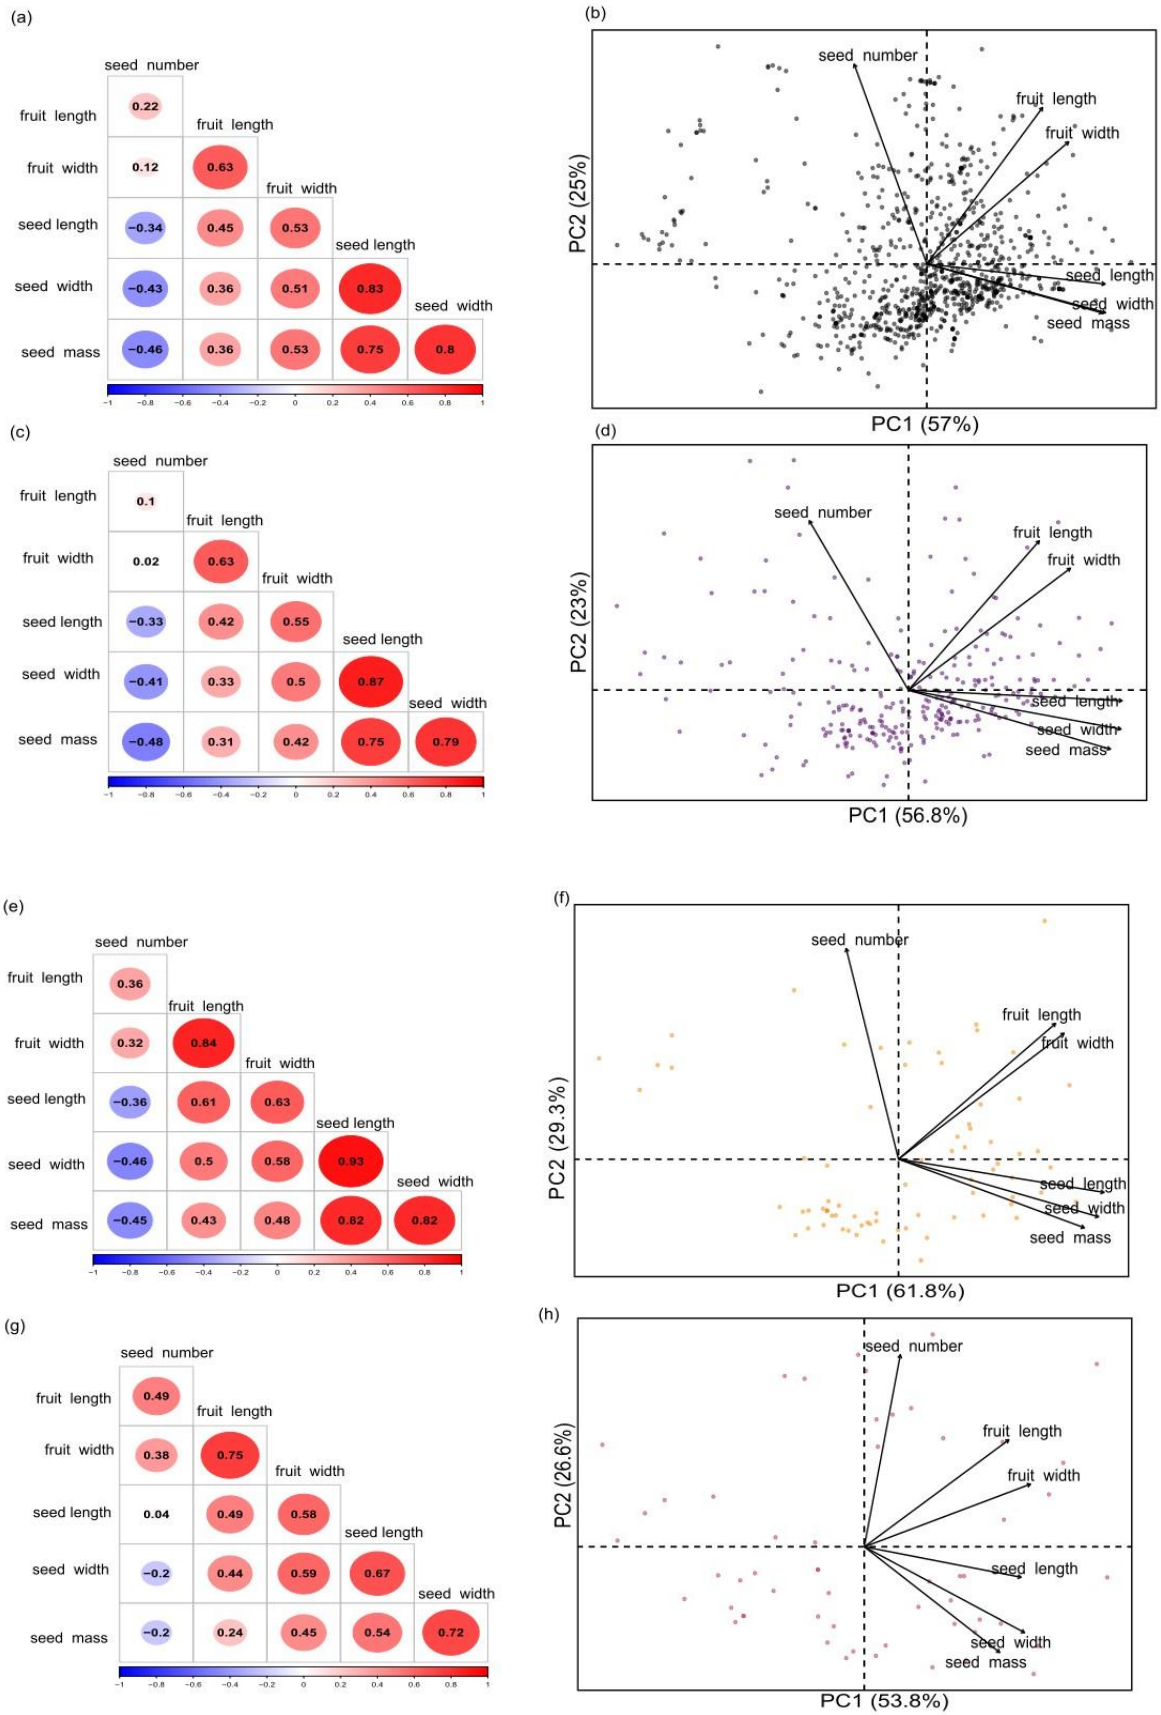 (a)
seed number
fruit length
0.22
fruit length
fruit width
0.12
0.63
fruit width
seed length
−0.34
0.45
0.53
seed length
seed width
−0.43
0.36
0.51
0.83
seed width
seed mass
−0.46
0.36
0.53
0.75
0.8
−1 −0.8 −0.6 −0.4 −0.2 0 0.2 0.4 0.6 0.8 1
(b)
seed number
fruit length
fruit width
seed length
seed width
seed mass
PC2 (25%)
PC1 (57%)
(c)
seed number
fruit length
0.1
fruit length
fruit width
0.02
0.63
fruit width
seed length
−0.33
0.42
0.55
seed length
seed width
−0.41
0.33
0.5
0.87
seed width
seed mass
−0.48
0.31
0.42
0.75
0.79
−1 −0.8 −0.6 −0.4 −0.2 0 0.2 0.4 0.6 0.8 1
(d)
seed number
fruit length
fruit width
seed length
seed width
seed mass
PC2 (23%)
PC1 (56.8%)
(e)
seed number
fruit length
0.36
fruit length
fruit width
0.32
0.84
fruit width
seed length
−0.36
0.61
0.63
seed length
seed width
−0.46
0.5
0.58
0.93
seed width
seed mass
−0.45
0.43
0.48
0.82
0.82
−1 −0.8 −0.6 −0.4 −0.2 0 0.2 0.4 0.6 0.8 1
(f)
seed number
fruit length
fruit width
seed length
seed width
seed mass
PC2 (29.3%)
PC1 (61.8%)
(g)
seed number
fruit length
0.49
fruit length
fruit width
0.38
0.75
fruit width
seed length
0.04
0.49
0.58
seed length
seed width
−0.2
0.44
0.59
0.67
seed width
seed mass
−0.2
0.24
0.45
0.54
0.72
−1 −0.8 −0.6 −0.4 −0.2 0 0.2 0.4 0.6 0.8 1
(h)
seed number
fruit length
fruit width
seed length
seed width
seed mass
PC2 (26.6%)
PC1 (53.8%)